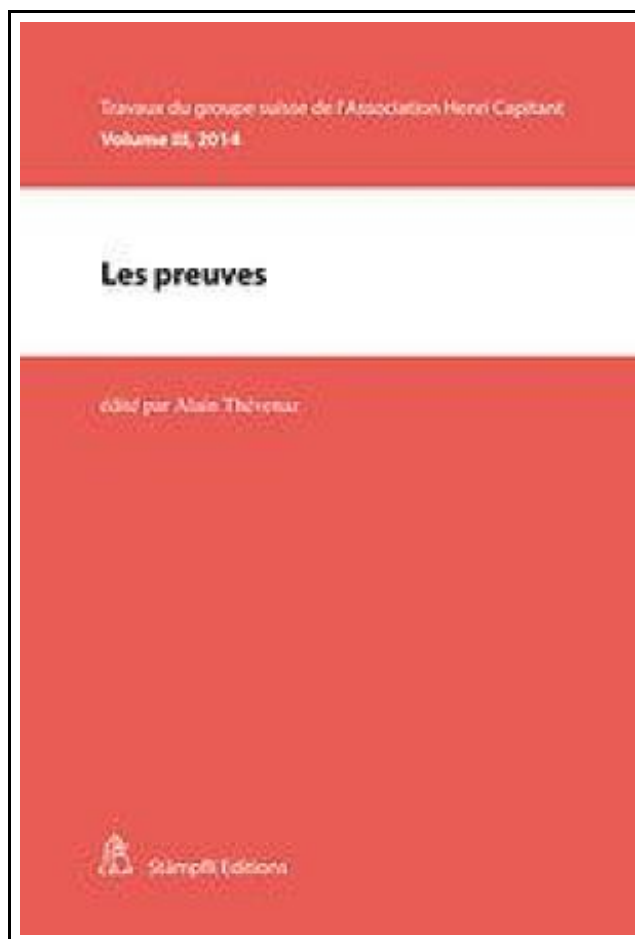 Travaux du groupe suisse de l'Association Henri Capitant
Volume III, 2014
Les preuves
édité par Alain Thévenaz
Stämpfli Editions